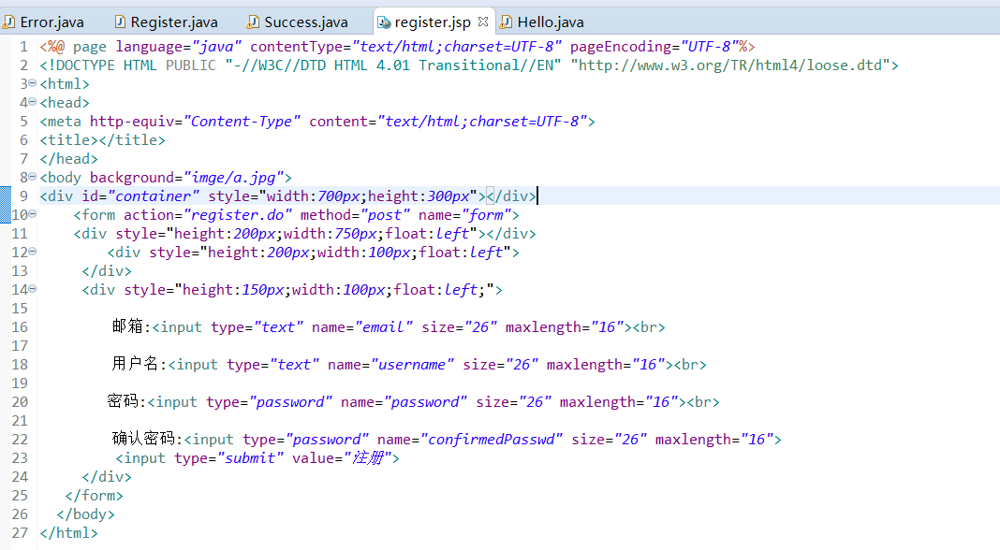 Error.java Register.java Success.java register.jsp Hello.java
1 <%@ page language="java" contentType="text/html;charset=UTF-8" pageEncoding="UTF-8"%>
2 <!DOCTYPE HTML PUBLIC "-//W3C//DTD HTML 4.01 Transitional//EN" "http://www.w3.org/TR/html4/loose.dtd">
3 <html>
4 <head>
5 <meta http-equiv="Content-Type" content="text/html;charset=UTF-8">
6 <title></title>
7 </head>
8 <body background="imge/a.jpg">
9 <div id="container" style="width:700px;height:300px"></div>
10 <form action="register.do" method="post" name="form">
11 <div style="height:200px;width:750px;float:left"></div>
12 <div style="height:200px;width:100px;float:left">
13 </div>
14 <div style="height:150px;width:100px;float:left;">
15
16 邮箱:<input type="text" name="email" size="26" maxlength="16"><br>
17
18 用户名:<input type="text" name="username" size="26" maxlength="16"><br>
19
20 密码:<input type="password" name="password" size="26" maxlength="16"><br>
21
22 确认密码:<input type="password" name="confirmedPasswd" size="26" maxlength="16">
23 <input type="submit" value="注册">
24 </div>
25 </form>
26 </body>
27 </html>